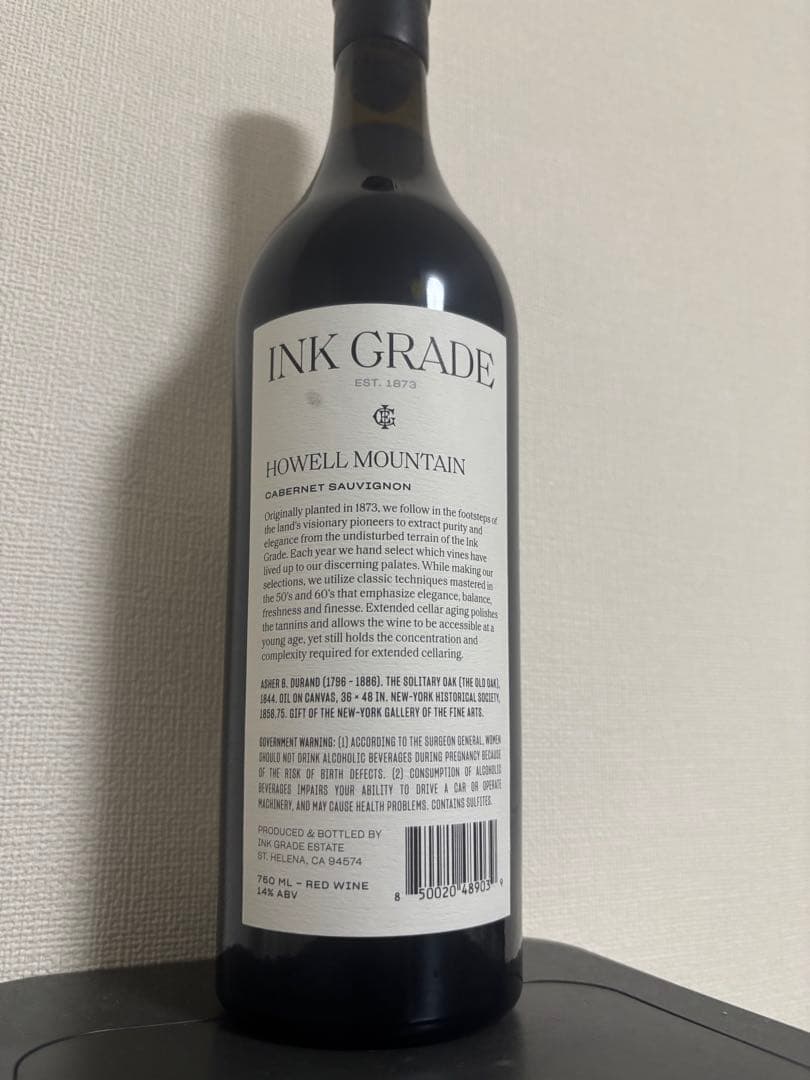 INK GRADE
EST. 1873
HOWELL MOUNTAIN
CABERNET SAUVIGNON
Originally planted in 1873, we follow in the footsteps of
the land's visionary pioneers to extract purity and
elegance from the undisturbed terrain of the Ink
Grade. Each year we hand select which vines have
lived up to our discerning palates. While making our
selections, we utilize classic techniques mastered in
the 50's and 60's that emphasize elegance, balance,
freshness and finesse. Extended cellar aging polishes
the tannins and allows the wine to be accessible at a
young age, yet still holds the concentration and
complexity required for extended cellaring.
ASHER B. DURAND (1796 - 1886). THE SOLITARY OAK (THE OLD OAK),
1844. OIL ON CANVAS, 36 × 48 IN. NEW-YORK HISTORICAL SOCIETY,
1858.75. GIFT OF THE NEW-YORK GALLERY OF THE FINE ARTS.
GOVERNMENT WARNING: (1) ACCORDING TO THE SURGEON GENERAL, WOMEN
SHOULD NOT DRINK ALCOHOLIC BEVERAGES DURING PREGNANCY BECAUSE
OF THE RISK OF BIRTH DEFECTS. (2) CONSUMPTION OF ALCOHOLIC
BEVERAGES IMPAIRS YOUR ABILITY TO DRIVE A CAR OR OPERATE
MACHINERY, AND MAY CAUSE HEALTH PROBLEMS. CONTAINS SULFITES.
PRODUCED & BOTTLED BY
INK GRADE ESTATE
ST. HELENA, CA 94574
750 ML – RED WINE
14% ABV
8 50020 48903 9